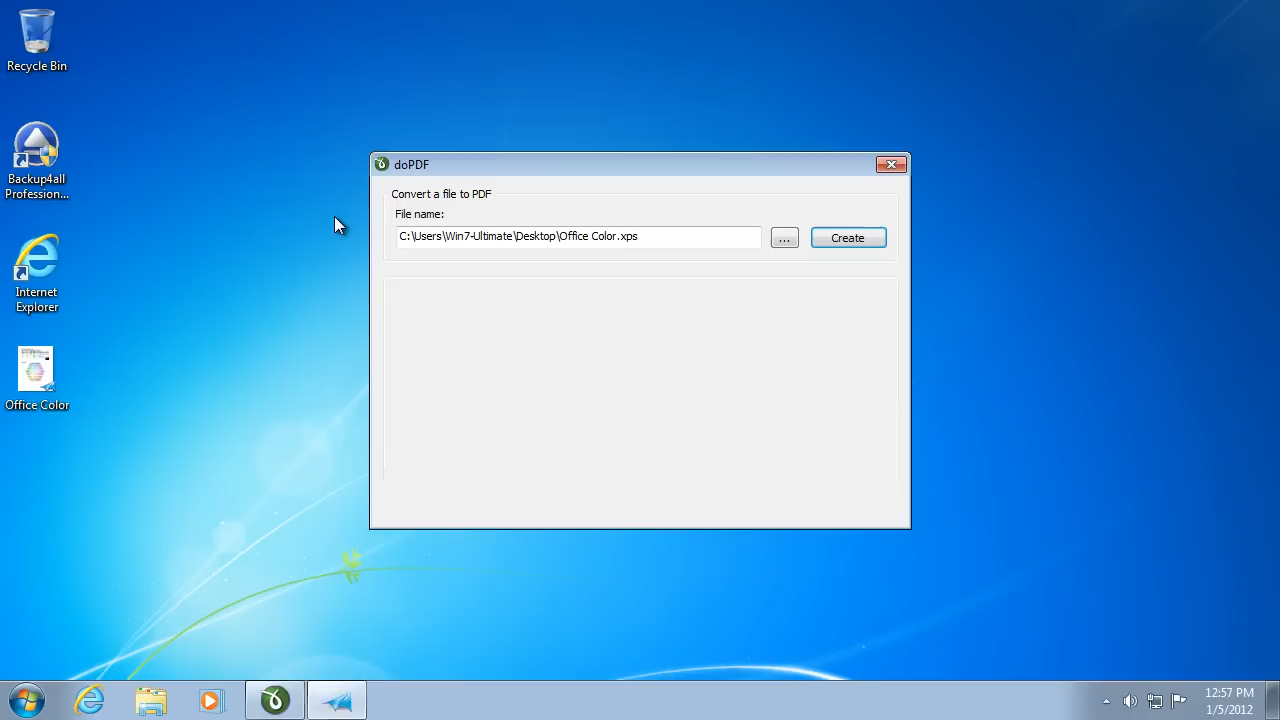 Recycle Bin
Backup4all
Profession...
Internet
Explorer
Office Color
doPDF
Convert a file to PDF
File name:
C:\Users\Win7-Ultimate\Desktop\Office Color.xps
...
Create
12:57 PM
1/5/2012